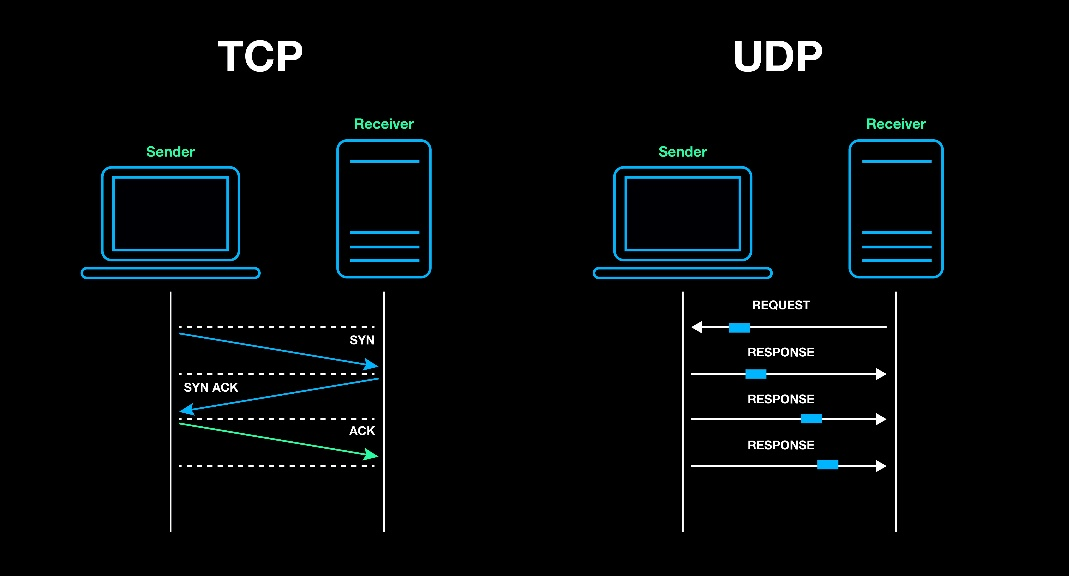 TCP
Sender
Receiver
SYN
SYN ACK
ACK
UDP
Sender
Receiver
REQUEST
RESPONSE
RESPONSE
RESPONSE